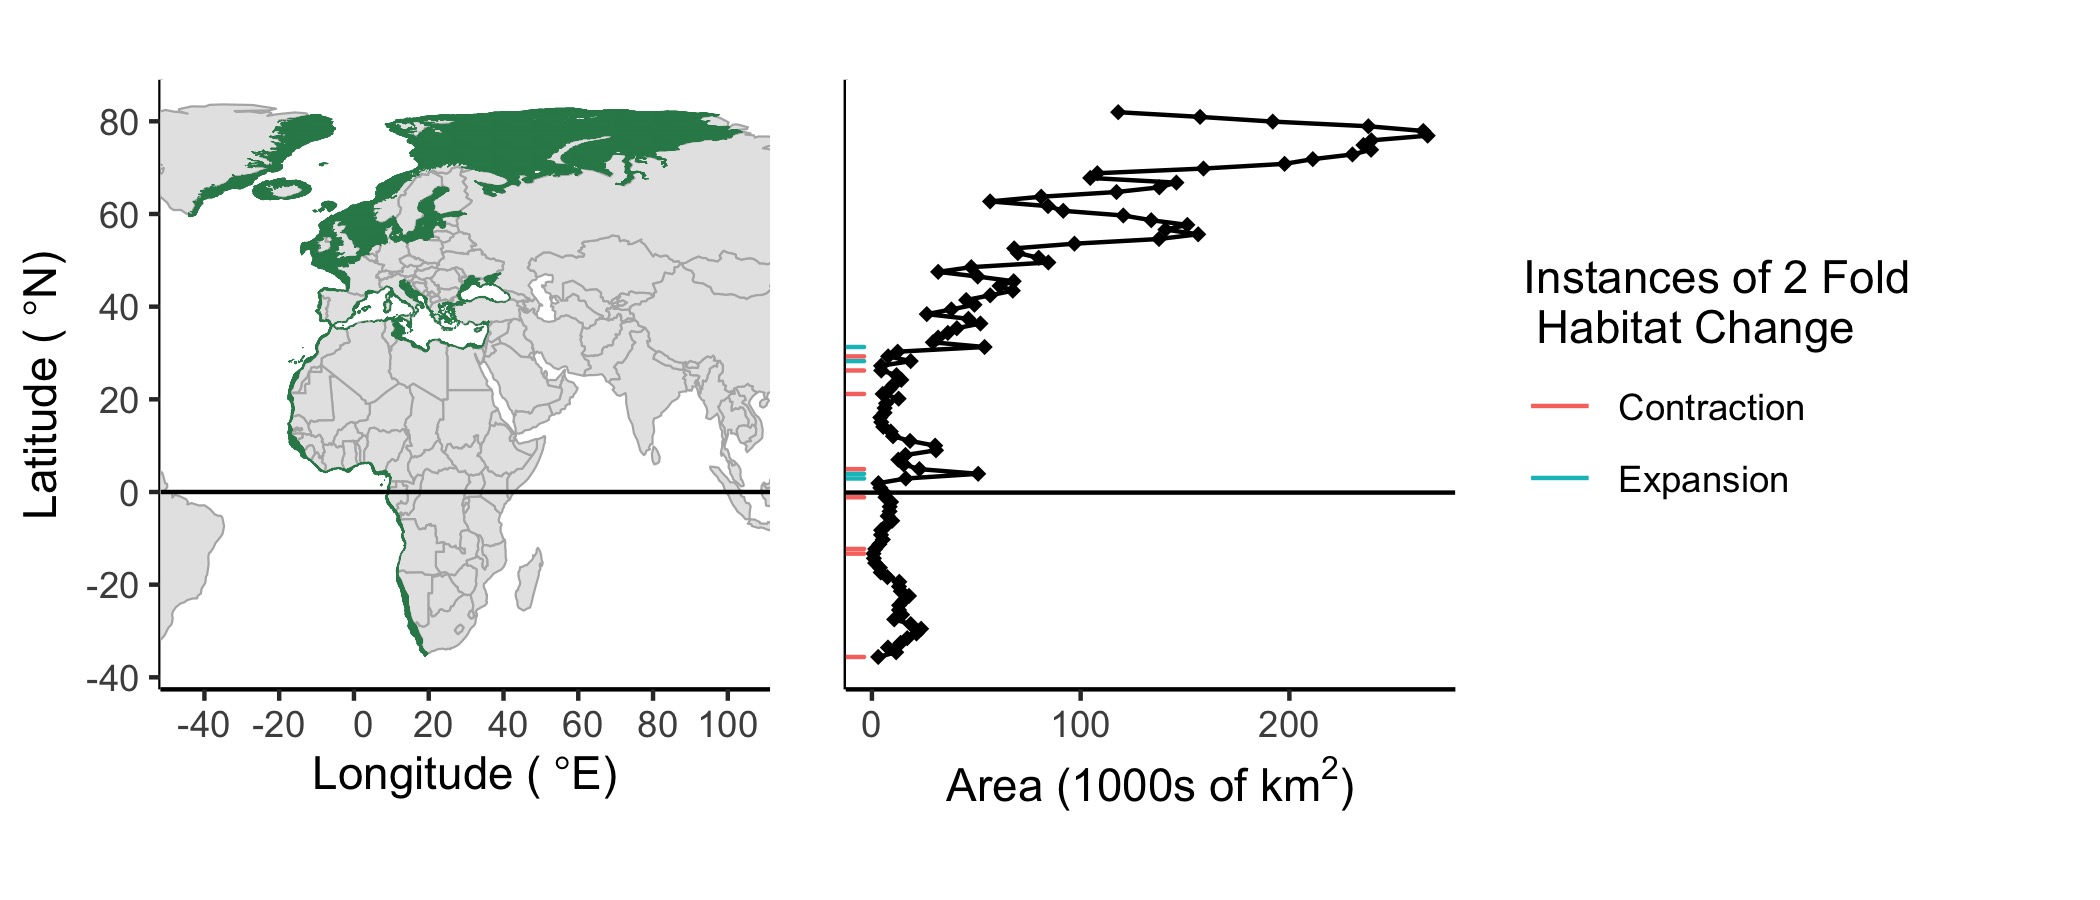 80
60
40
20
0
-20
-40
Latitude ( °N)
-40 -20 0 20 40 60 80 100
Longitude ( °E)
0 100 200
Area (1000s of km²)
Instances of 2 Fold
Habitat Change
Contraction
Expansion